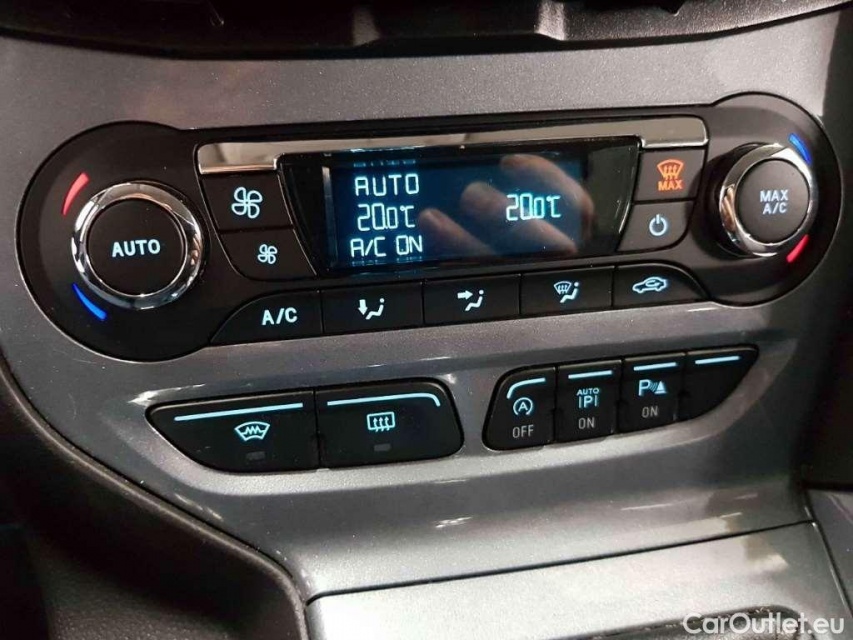 AUTO
20.0°C 20.0°C
A/C ON
AUTO
MAX
MAX
A/C
A/C
A
OFF
AUTO
P
ON
P
ON
CarOutlet.eu